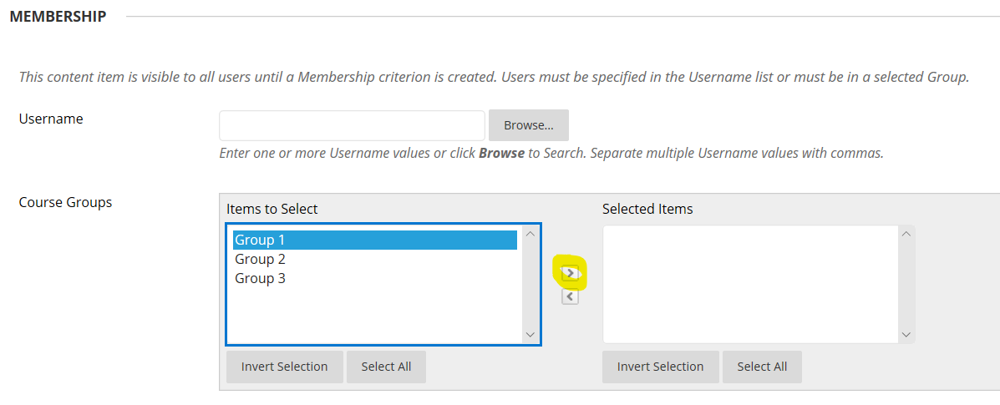 MEMBERSHIP
This content item is visible to all users until a Membership criterion is created. Users must be specified in the Username list or must be in a selected Group.
Username
Browse...
Enter one or more Username values or click Browse to Search. Separate multiple Username values with commas.
Course Groups
Items to Select
Selected Items
Group 1
Group 2
Group 3
Invert Selection
Select All
Invert Selection
Select All